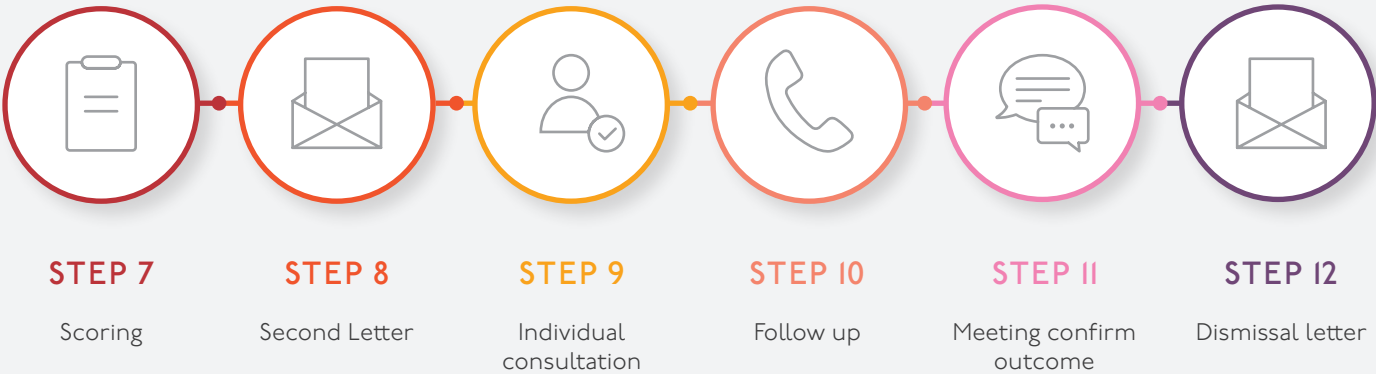 STEP 7
STEP 8
STEP 9
STEP 10
STEP 11
STEP 12
Scoring
Second Letter
Individual
consultation
Follow up
Meeting confirm
outcome
Dismissal letter